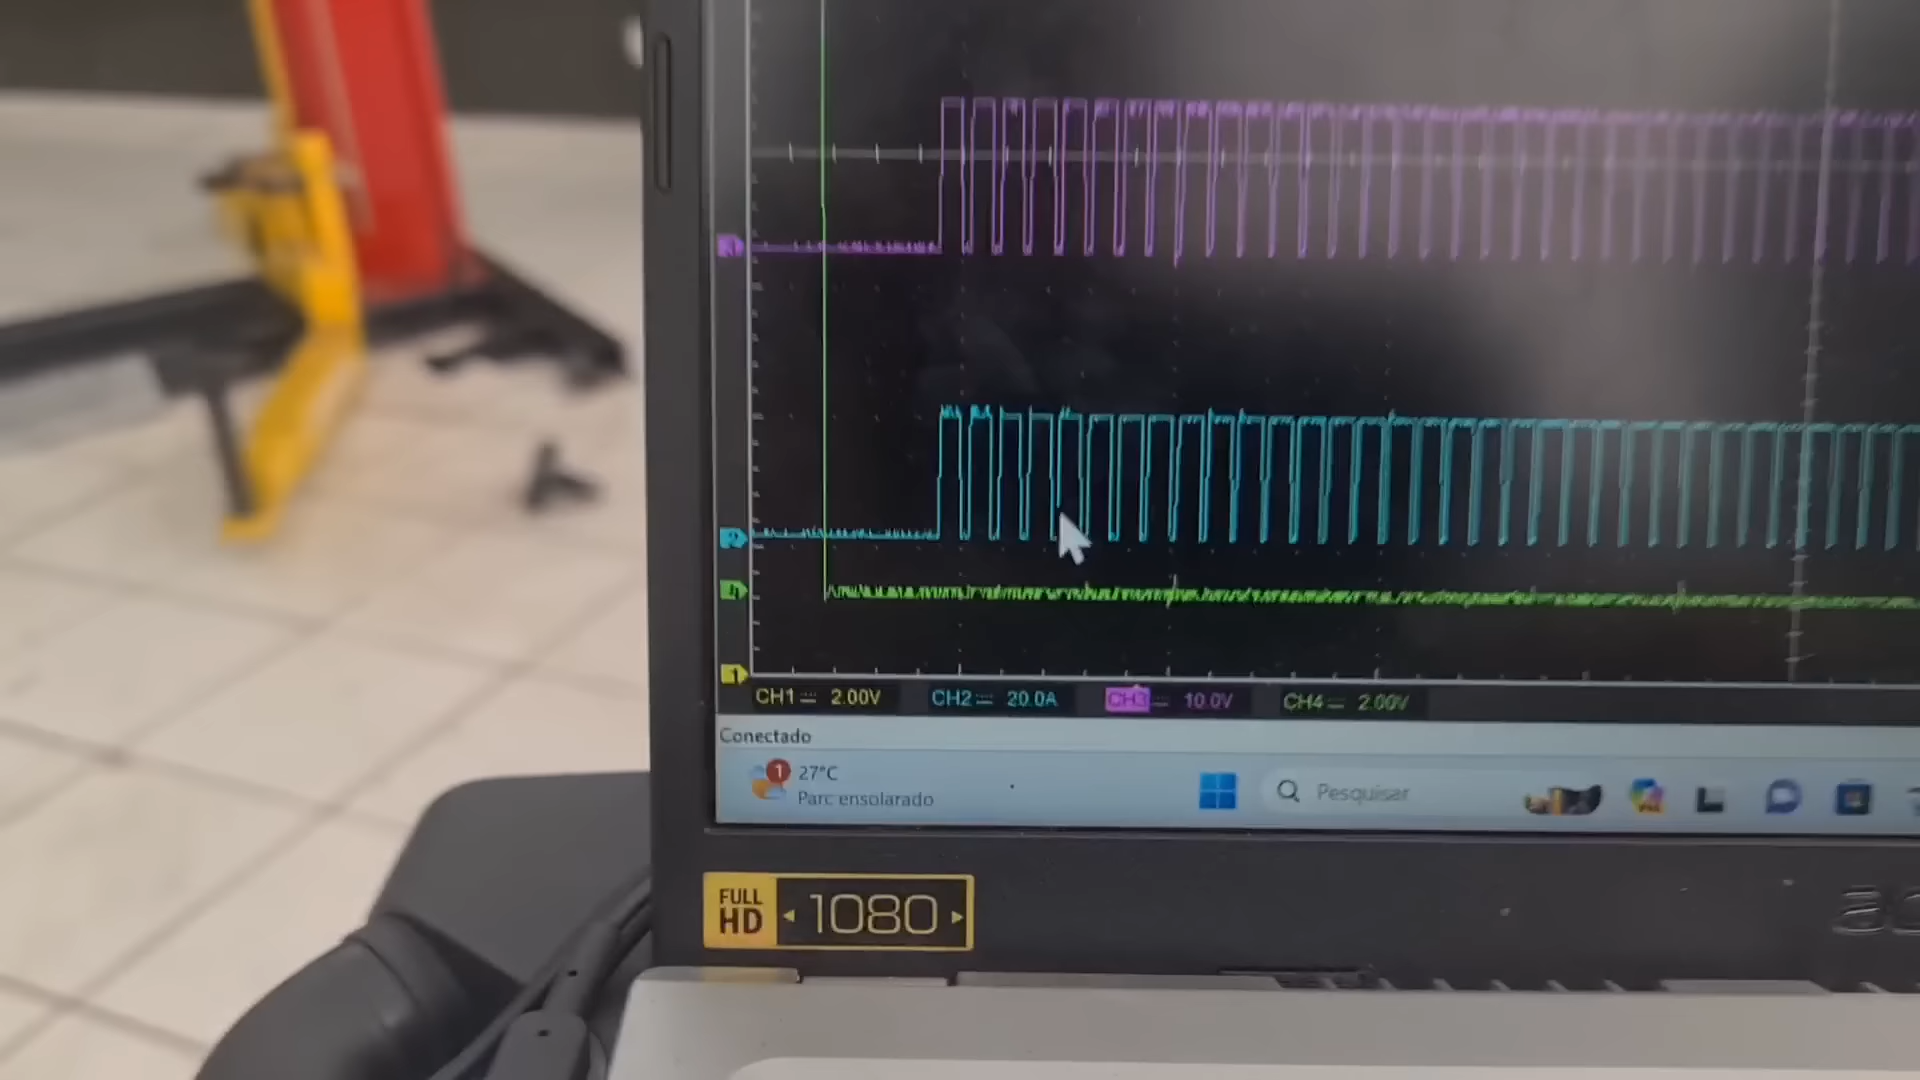 CH1 2.00V CH2 20.0A CH3 10.0V CH4 2.00V
Conectado
1 27°C
Parc ensolarado
Pesquisar
FULL HD 1080